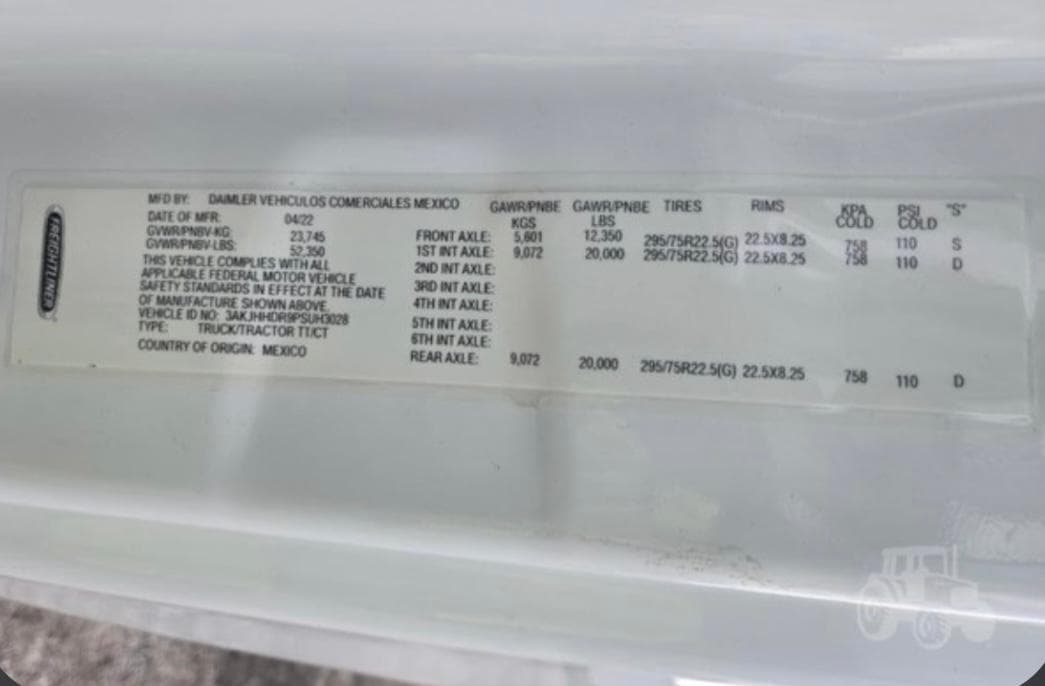 FREIGHTLINER
MFD BY: DAIMLER VEHICULOS COMERCIALES MEXICO
DATE OF MFR: 04/22
GVWR/PNBV-KG: 23,745
GVWR/PNBV-LBS: 52,350
THIS VEHICLE COMPLIES WITH ALL
APPLICABLE FEDERAL MOTOR VEHICLE
SAFETY STANDARDS IN EFFECT AT THE DATE
OF MANUFACTURE SHOWN ABOVE.
VEHICLE ID NO: 3AKJHHDR9PSUH3028
TYPE: TRUCK/TRACTOR TT/CT
COUNTRY OF ORIGIN: MEXICO
GAWR/PNBE KGS GAWR/PNBE LBS TIRES RIMS KPA COLD PSI COLD "S"
FRONT AXLE: 5,601 12,350 295/75R22.5(G) 22.5X8.25 758 110 S
1ST INT AXLE: 9,072 20,000 295/75R22.5(G) 22.5X8.25 758 110 D
2ND INT AXLE:
3RD INT AXLE:
4TH INT AXLE:
5TH INT AXLE:
6TH INT AXLE:
REAR AXLE: 9,072 20,000 295/75R22.5(G) 22.5X8.25 758 110 D